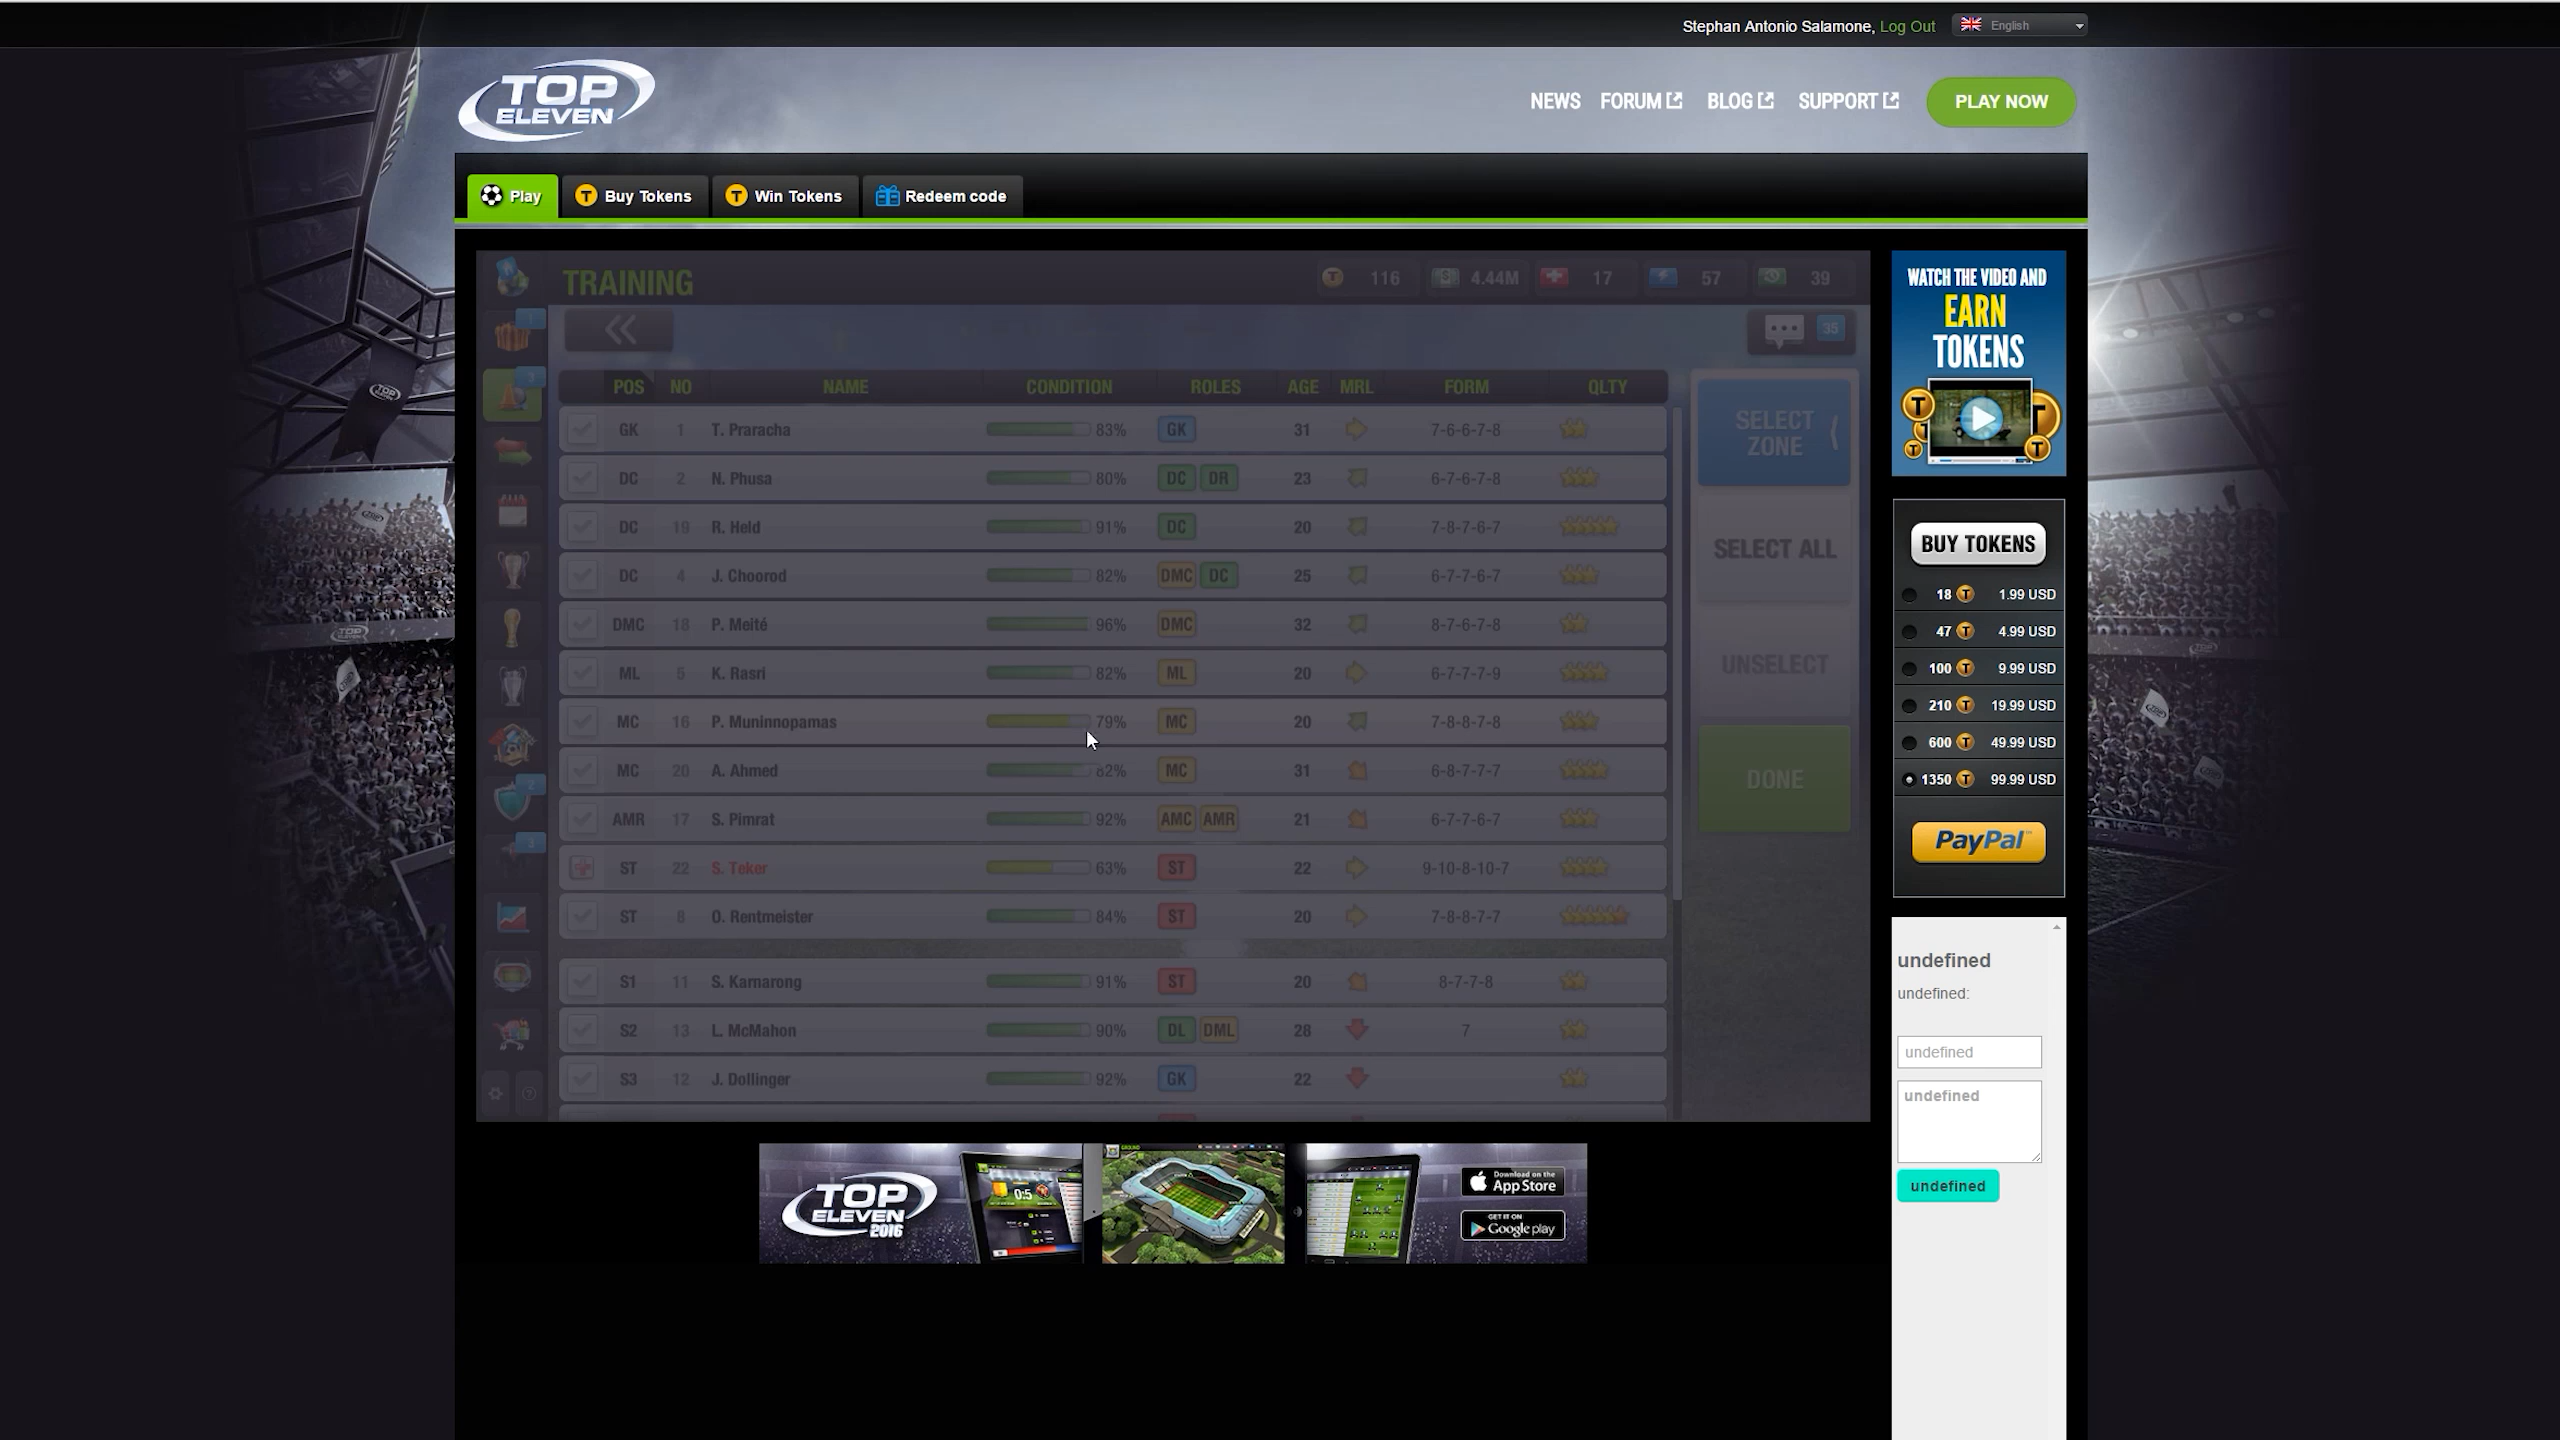 Stephan Antonio Salamone, Log Out English
TOP ELEVEN
NEWS FORUM BLOG SUPPORT PLAY NOW
Play Buy Tokens Win Tokens Redeem code
TRAINING 116 4.44M 17 57 39
35
POS NO NAME CONDITION ROLES AGE MRL FORM QLTY
GK 1 T. Praracha 83% GK 31 7-6-6-7-8
DC 2 N. Phusa 80% DC DR 23 6-7-6-7-8
DC 19 R. Held 91% DC 20 7-8-7-6-7
DC 4 J. Choorod 82% DMC DC 25 6-7-7-6-7
DMC 18 P. Meité 96% DMC 32 8-7-6-7-8
ML 5 K. Rasri 82% ML 20 6-7-7-7-9
MC 16 P. Muninnopamas 79% MC 20 7-8-8-7-8
MC 20 A. Ahmed 82% MC 31 6-8-7-7-7
AMR 17 S. Pimrat 92% AMC AMR 21 6-7-7-6-7
ST 22 S. Teker 63% ST 22 9-10-8-10-7
ST 8 O. Rentmeister 84% ST 20 7-8-8-7-7
S1 11 S. Karnarong 91% ST 20 8-7-7-8
S2 13 L. McMahon 90% DL DML 28 7
S3 12 J. Dollinger 92% GK 22
SELECT ZONE
SELECT ALL
UNSELECT
DONE
WATCH THE VIDEO AND
EARN
TOKENS
BUY TOKENS
18 T 1.99 USD
47 T 4.99 USD
100 T 9.99 USD
210 T 19.99 USD
600 T 49.99 USD
1350 T 99.99 USD
PayPal
undefined
undefined:
undefined
undefined
undefined
TOP ELEVEN 2016
0:5
Download on the
App Store
GET IT ON
Google play